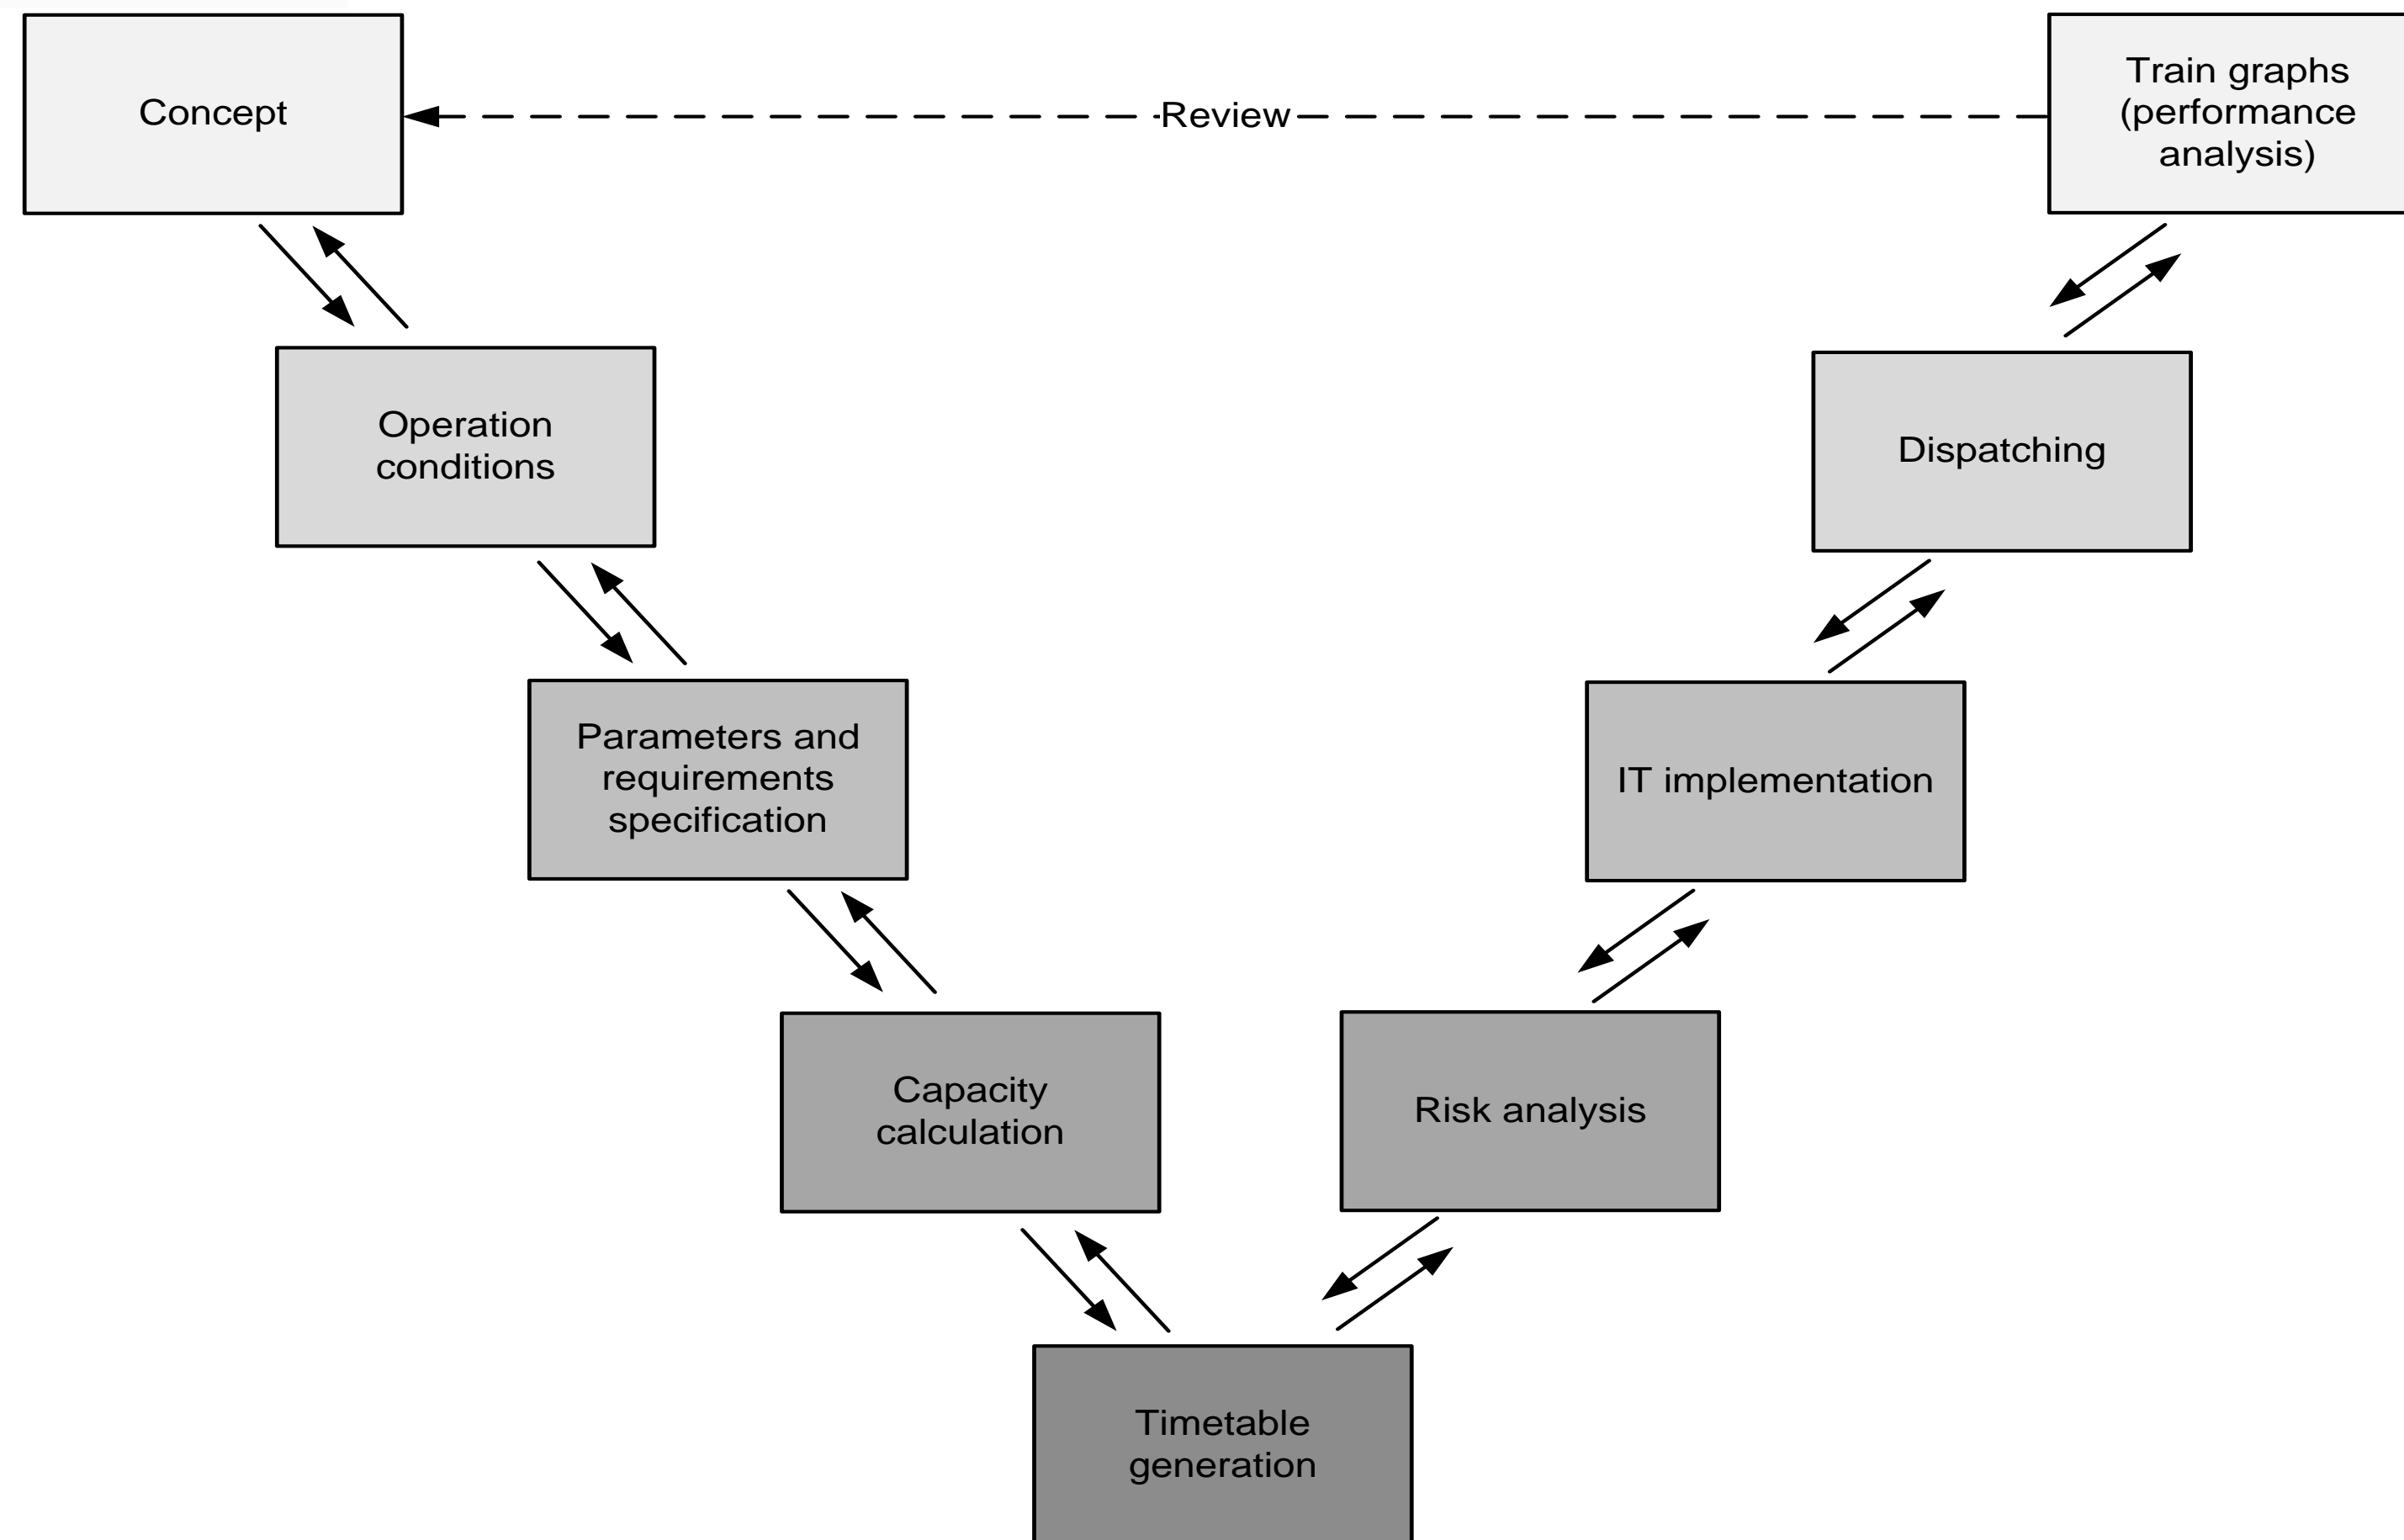 Concept
Review
Train graphs
(performance
analysis)
Operation
conditions
Dispatching
Parameters and
requirements
specification
IT implementation
Capacity
calculation
Risk analysis
Timetable
generation